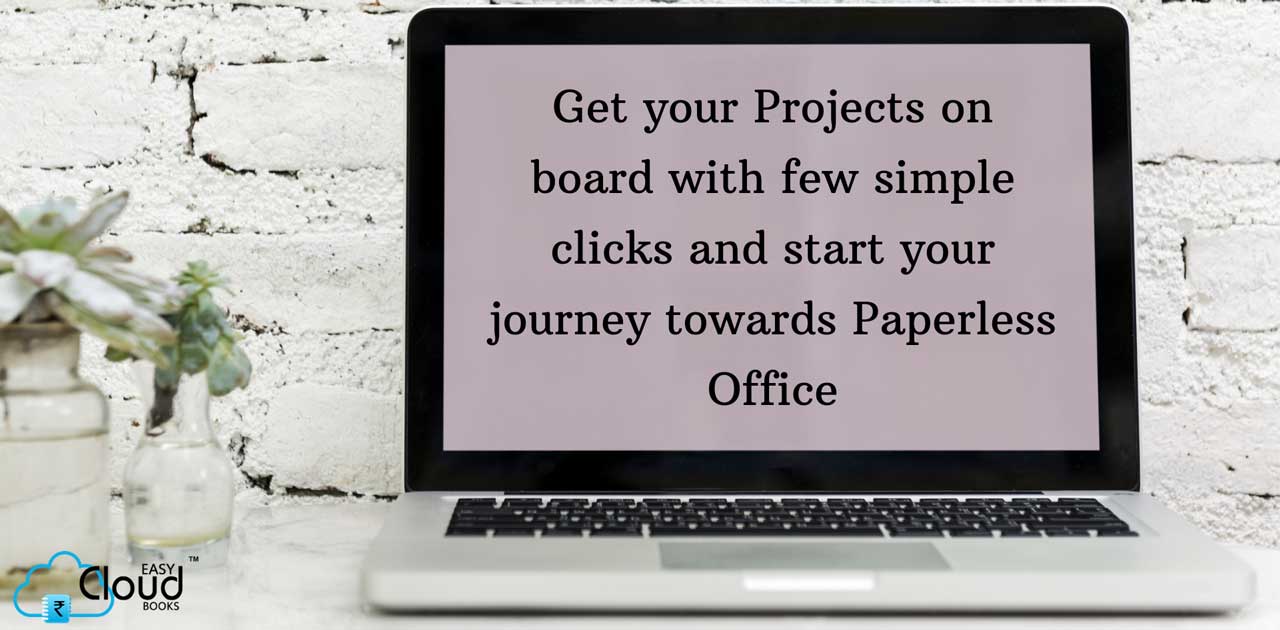 Get your Projects on
board with few simple
clicks and start your
journey towards Paperless
Office
EASY
Cloud
BOOKS
TM
₹